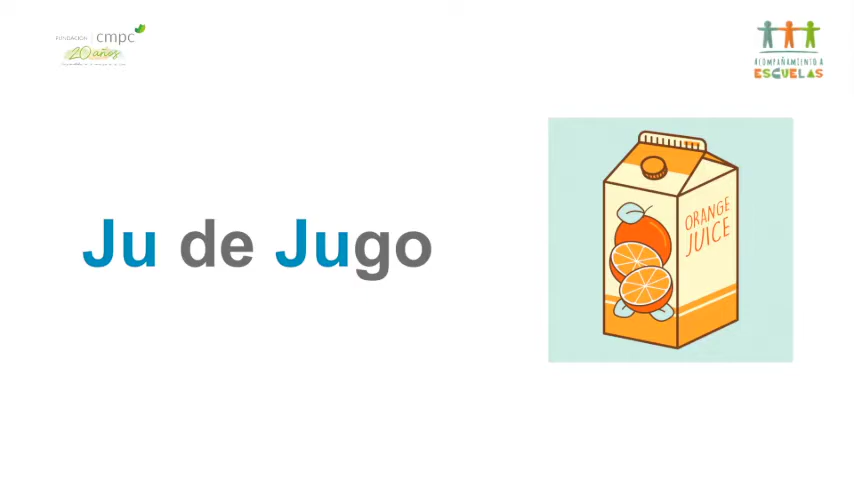 FUNDACIÓN | cmpc
20 años
ACOMPAÑAMIENTO A
ESCUELAS
Ju de Jugo
ORANGE
JUICE